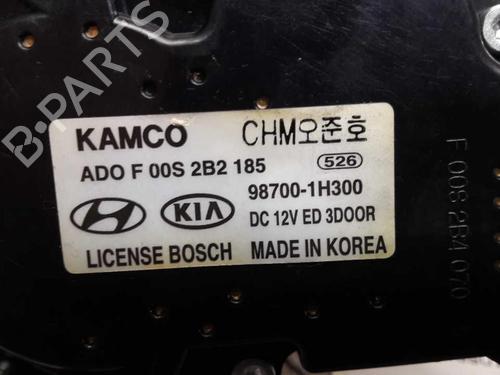 KAMCO
CHM오준호
ADO F 00S 2B2 185
526
98700-1H300
KIA
DC 12V ED 3DOOR
LICENSE BOSCH
MADE IN KOREA
F 00S 2B4 070
B-PARTS